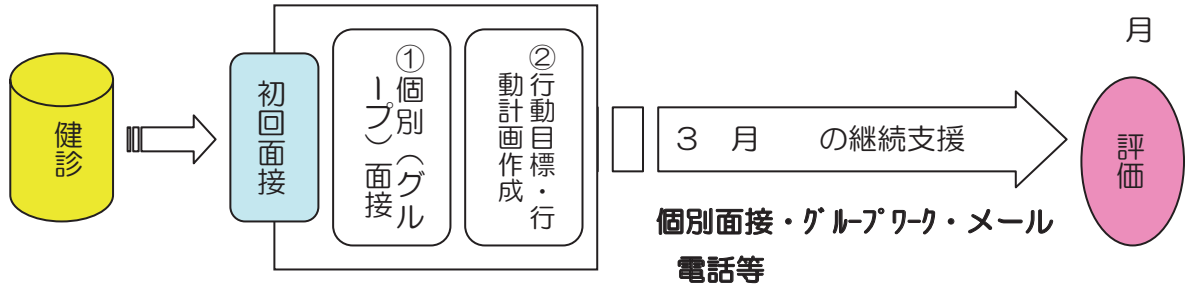 健診
初回面接
①個別（グル
ープ）面接
②行動目標・行
動計画作成
３　月　　の継続支援
個別面接・グループワーク・メール
電話等
月
評価